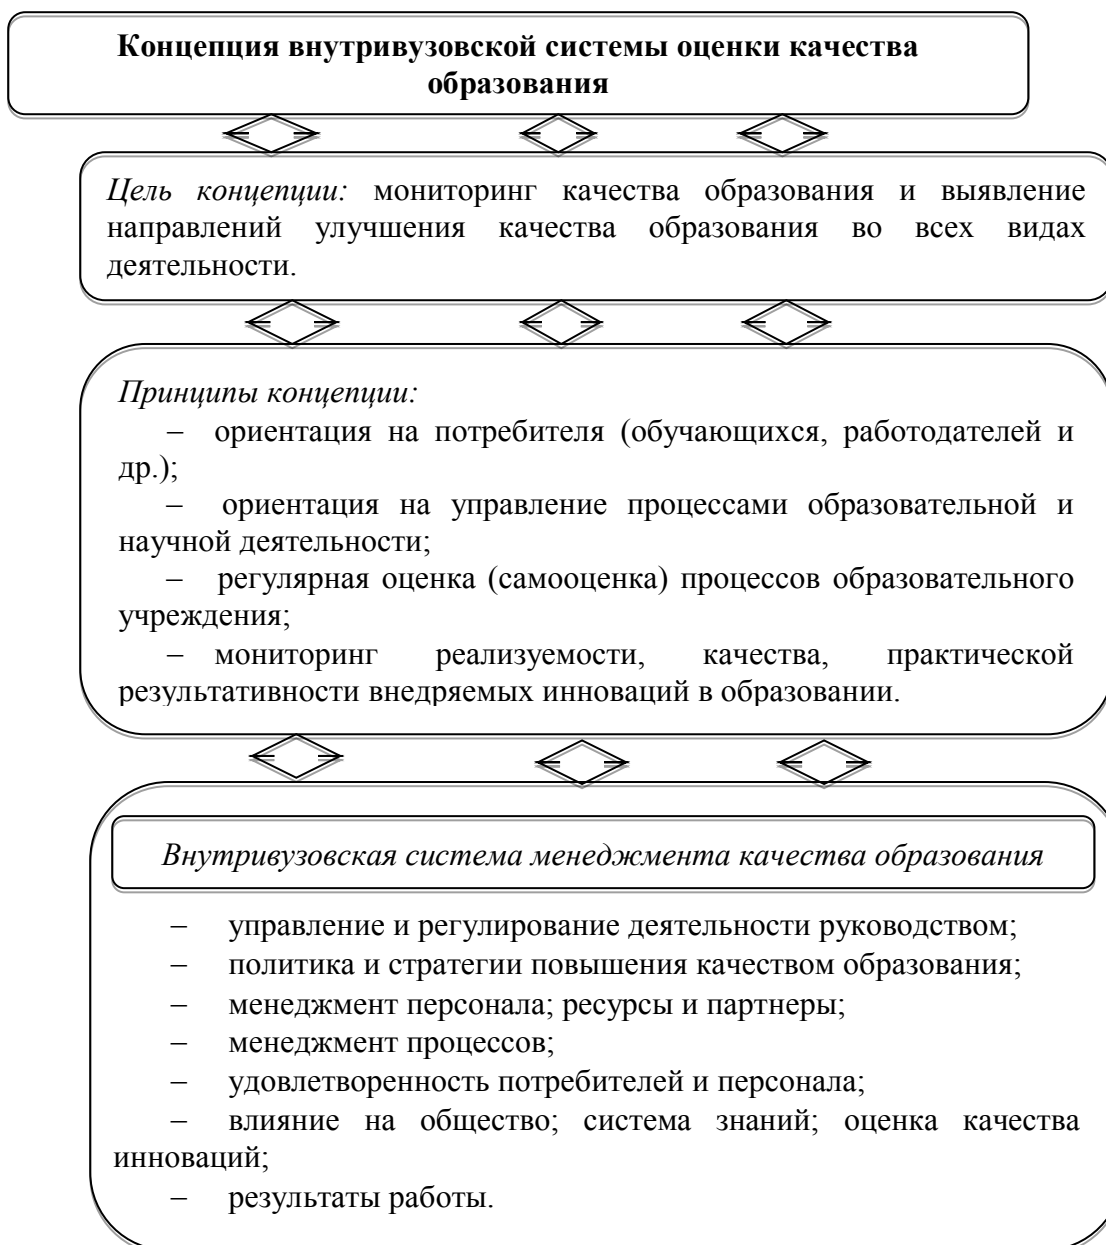 Концепция внутривузовской системы оценки качества
образования
Цель концепции: мониторинг качества образования и выявление
направлений улучшения качества образования во всех видах
деятельности.
Принципы концепции:
– ориентация на потребителя (обучающихся, работодателей и
др.);
– ориентация на управление процессами образовательной и
научной деятельности;
– регулярная оценка (самооценка) процессов образовательного
учреждения;
– мониторинг реализуемости, качества, практической
результативности внедряемых инноваций в образовании.
Внутривузовская система менеджмента качества образования
– управление и регулирование деятельности руководством;
– политика и стратегии повышения качеством образования;
– менеджмент персонала; ресурсы и партнеры;
– менеджмент процессов;
– удовлетворенность потребителей и персонала;
– влияние на общество; система знаний; оценка качества
инноваций;
– результаты работы.